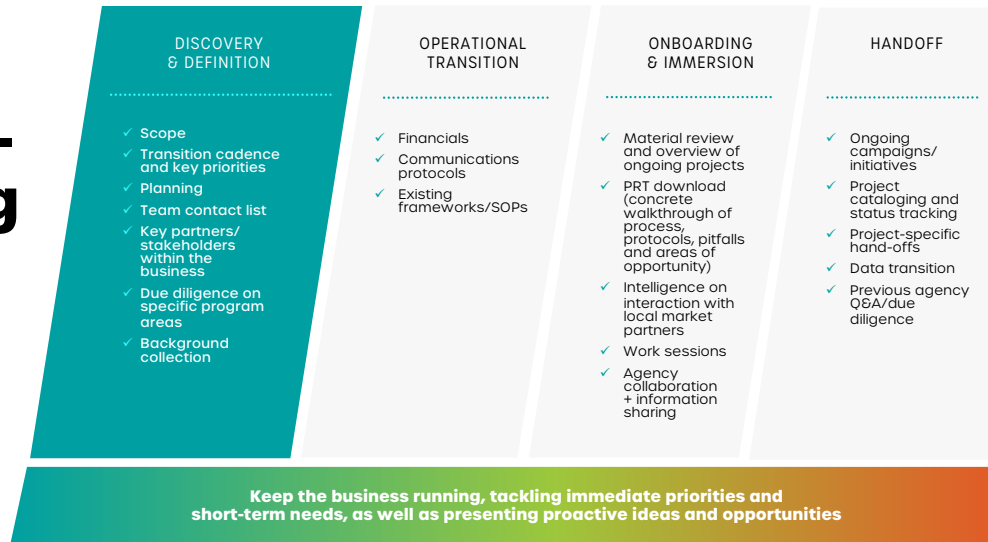 g
DISCOVERY
& DEFINITION
Scope
Transition cadence
and key priorities
Planning
Team contact list
Key partners/
stakeholders
within the
business
Due diligence on
specific program
areas
Background
collection
OPERATIONAL
TRANSITION
Financials
Communications
protocols
Existing
frameworks/SOPs
ONBOARDING
& IMMERSION
Material review
and overview of
ongoing projects
PRT download
(concrete
walkthrough of
process,
protocols, pitfalls
and areas of
opportunity)
Intelligence on
interaction with
local market
partners
Work sessions
Agency
collaboration
+ information
sharing
HANDOFF
Ongoing
campaigns/
initiatives
Project
cataloging and
status tracking
Project-specific
hand-offs
Data transition
Previous agency
Q&A/due
diligence
Keep the business running, tackling immediate priorities and
short-term needs, as well as presenting proactive ideas and opportunities